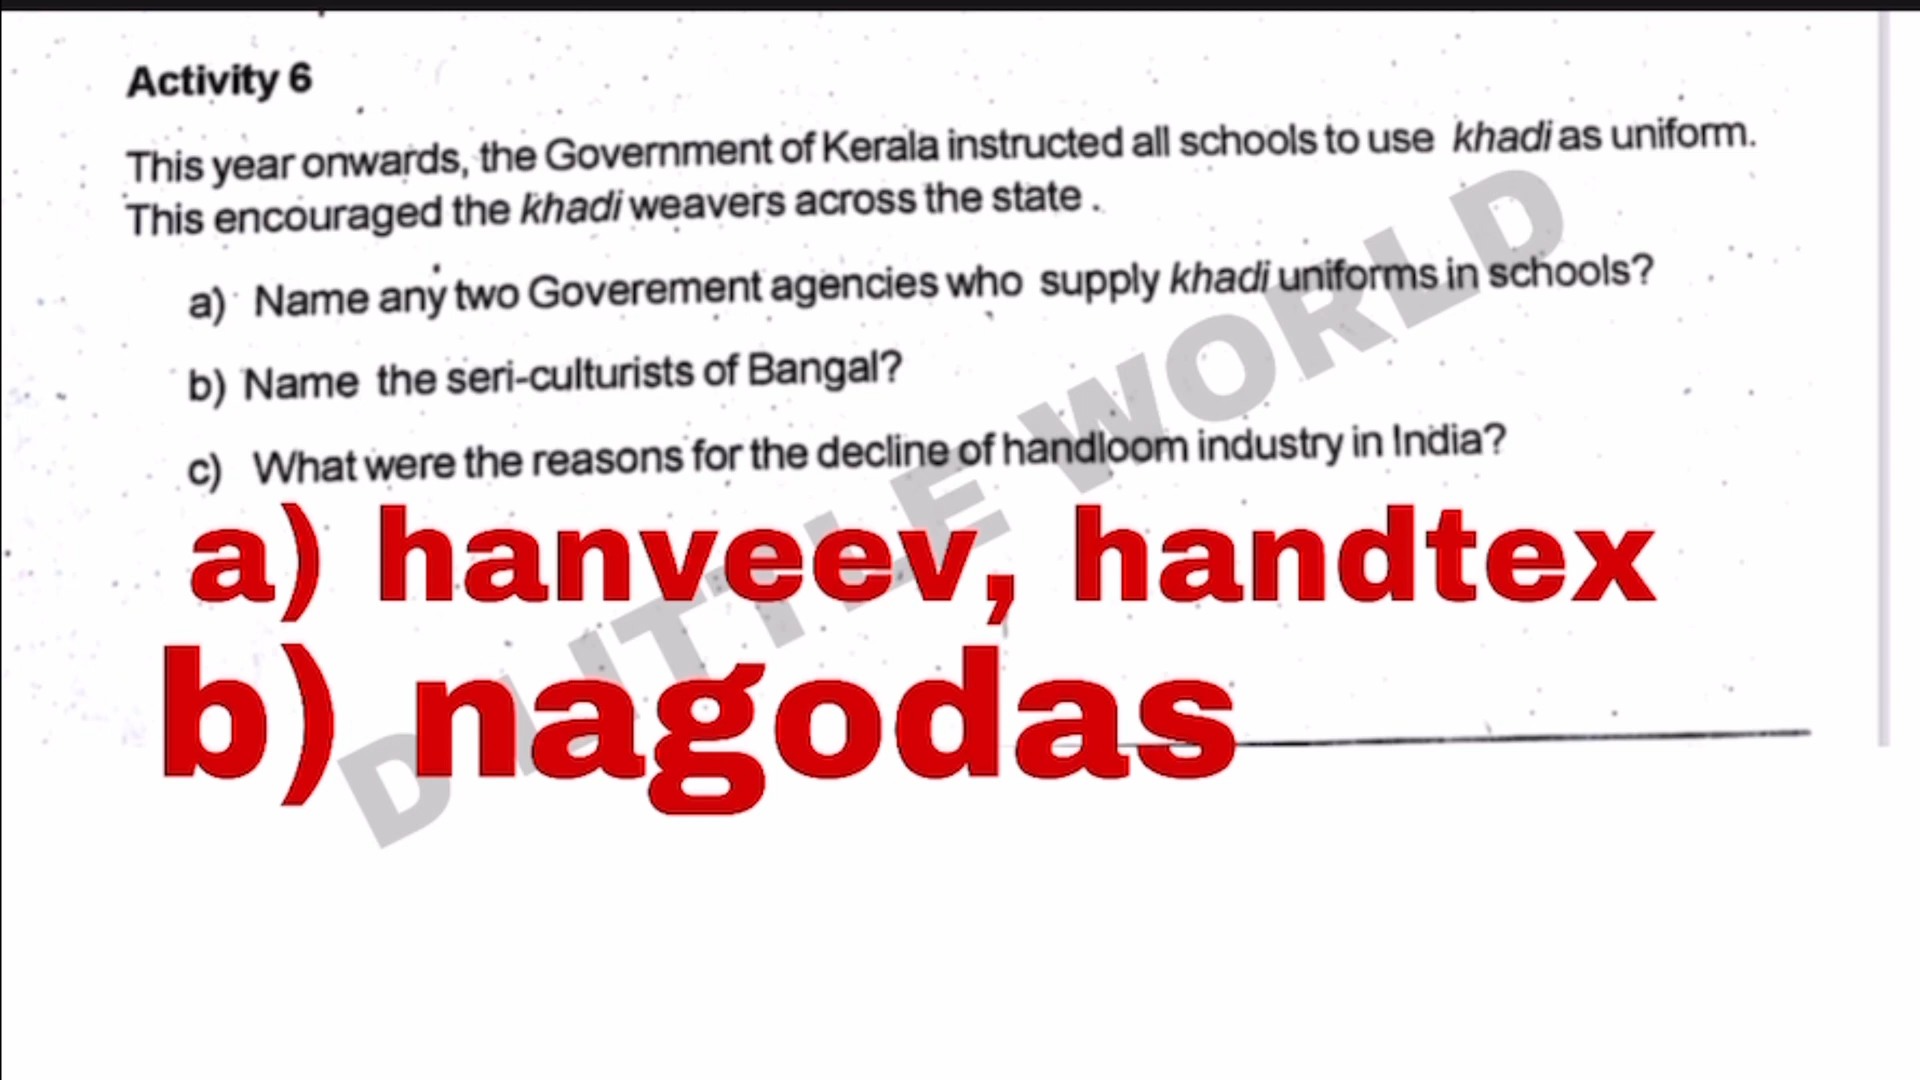 Activity 6
This year onwards, the Government of Kerala instructed all schools to use khadi as uniform.
This encouraged the khadi weavers across the state .
a) Name any two Goverement agencies who supply khadi uniforms in schools?
b) Name the seri-culturists of Bangal?
c) What were the reasons for the decline of handloom industry in India?
a) hanveev, handtex
b) nagodas
D LITTLE WORLD